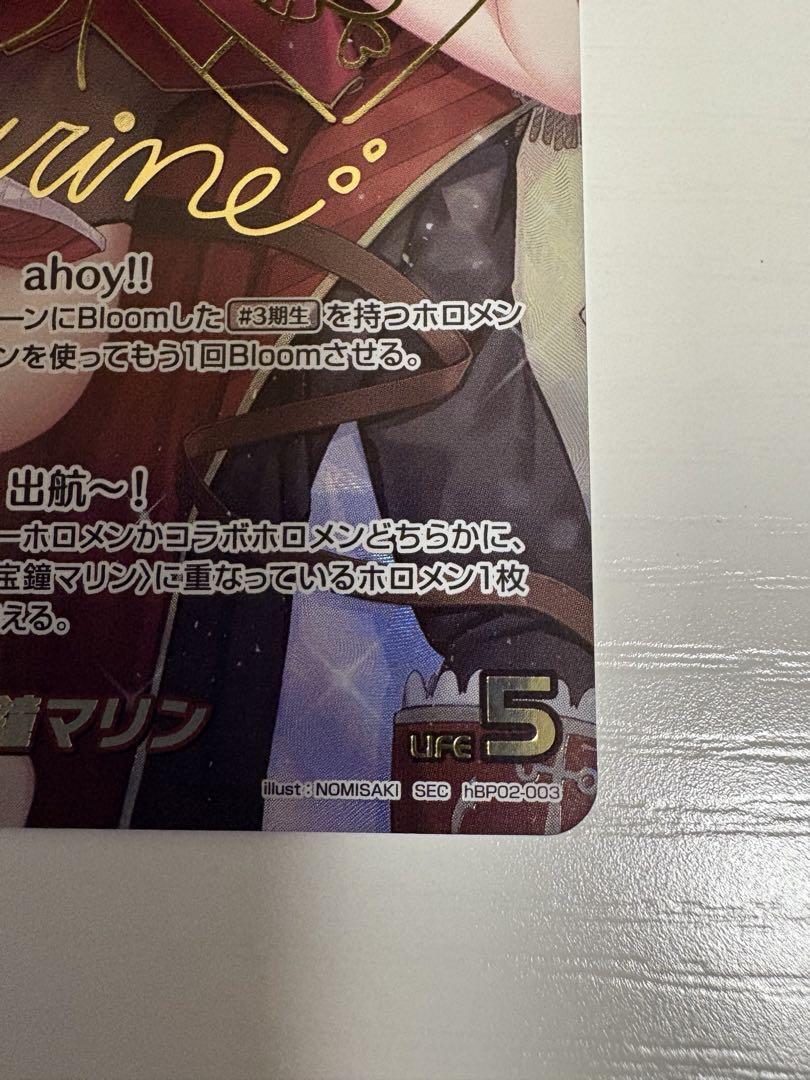 rine
ahoy!!
ーンにBloomした #3期生 を持つホロメン
ンを使ってもう1回Bloomさせる。
出航〜!
ーホロメンかコラボホロメンどちらかに、
宝鐘マリン〉に重なっているホロメン1枚
える。
鐘マリン
LIFE 5
illust:NOMISAKI SEC hBP02-003